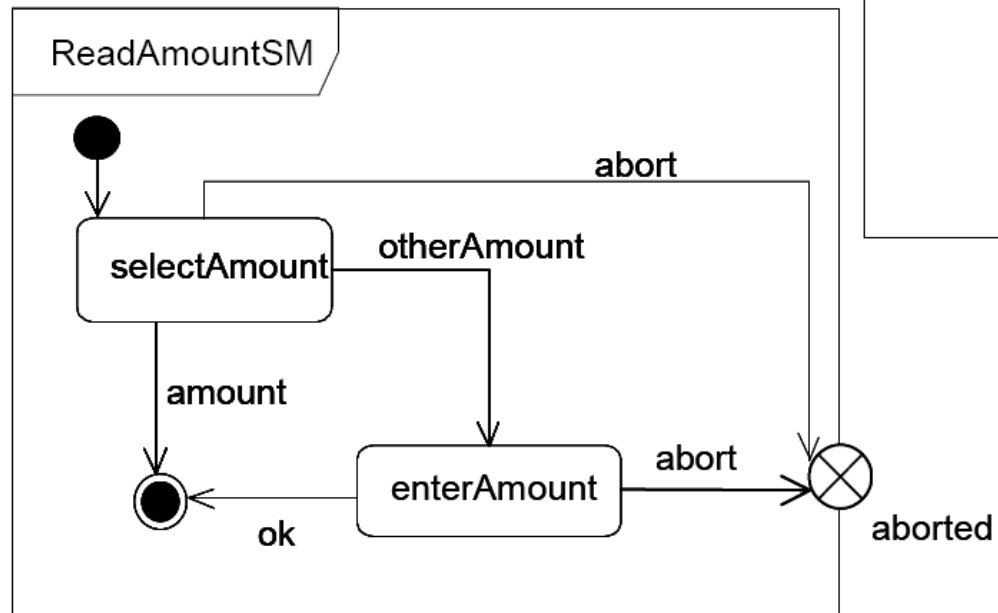 ReadAmountSM
abort
otherAmount
selectAmount
amount
abort
enterAmount
ok
aborted